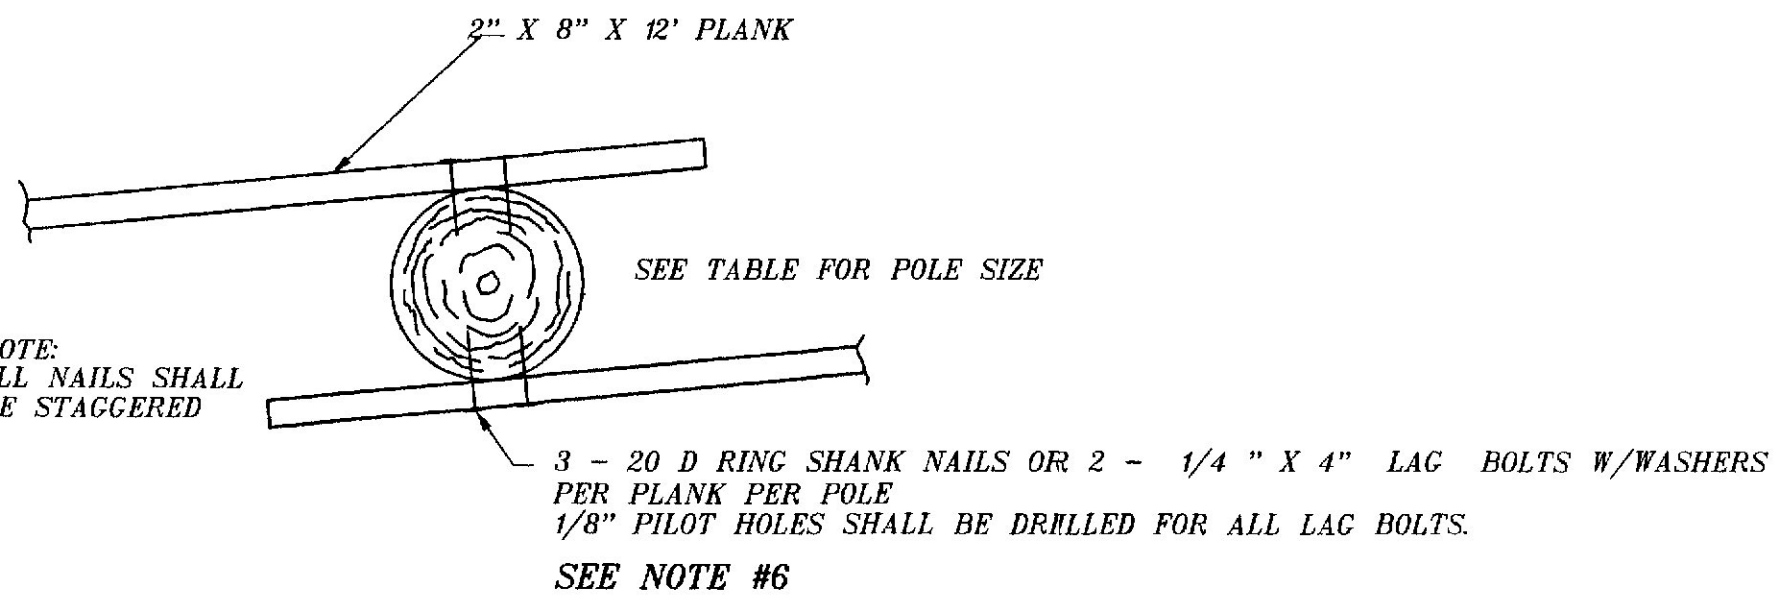 2" X 8" X 12' PLANK
SEE TABLE FOR POLE SIZE
OTE:
LL NAILS SHALL
E STAGGERED
3 - 20 D RING SHANK NAILS OR 2 - 1/4 " X 4" LAG BOLTS W/WASHERS
PER PLANK PER POLE
1/8" PILOT HOLES SHALL BE DRILLED FOR ALL LAG BOLTS.
SEE NOTE #6